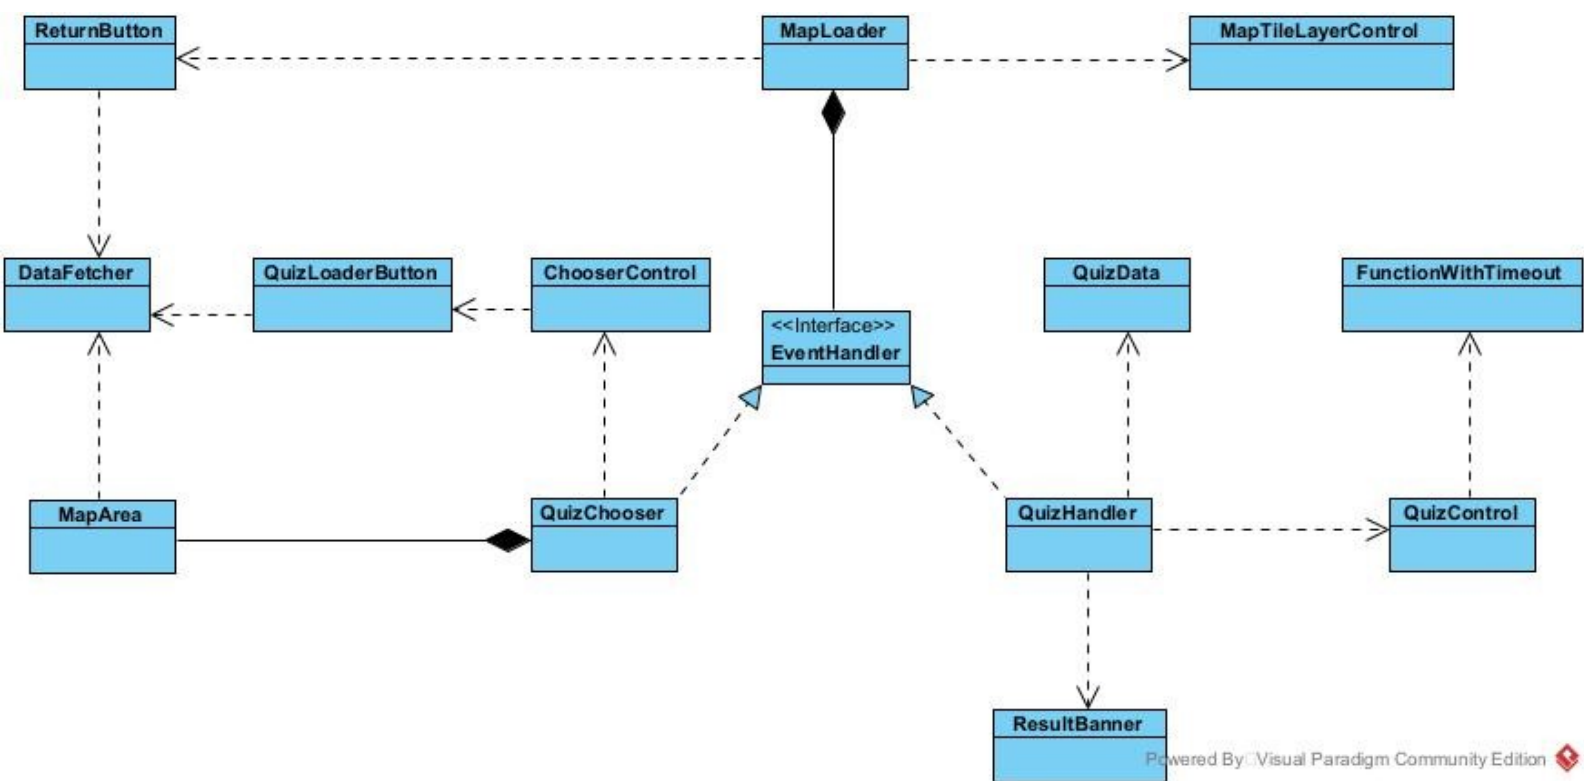 ReturnButton
MapLoader
MapTileLayerControl
DataFetcher
QuizLoaderButton
ChooserControl
QuizData
FunctionWithTimeout
<<Interface>>
EventHandler
MapArea
QuizChooser
QuizHandler
QuizControl
ResultBanner
Powered By Visual Paradigm Community Edition